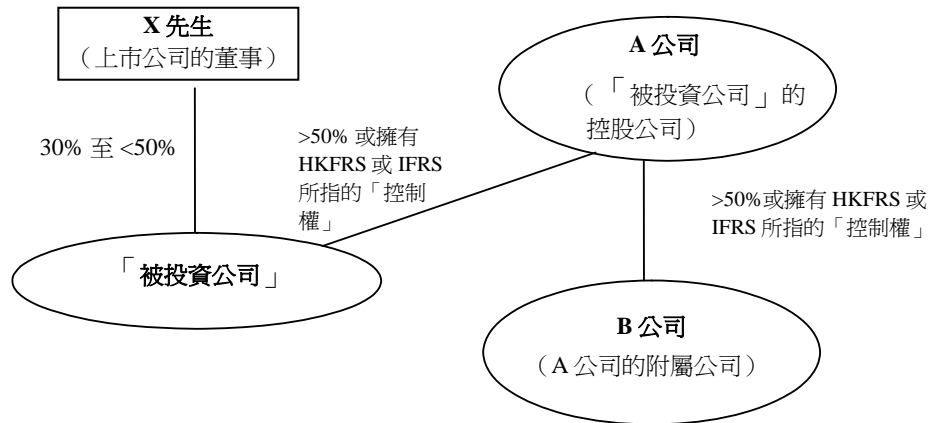 X 先生
（上市公司的董事）
A 公司
（「被投資公司」的
控股公司）
30% 至 <50%
>50% 或擁有
HKFRS 或 IFRS
所指的「控制
權」
>50%或擁有 HKFRS 或
IFRS 所指的「控制權」
「被投資公司」
B 公司
（A 公司的附屬公司）